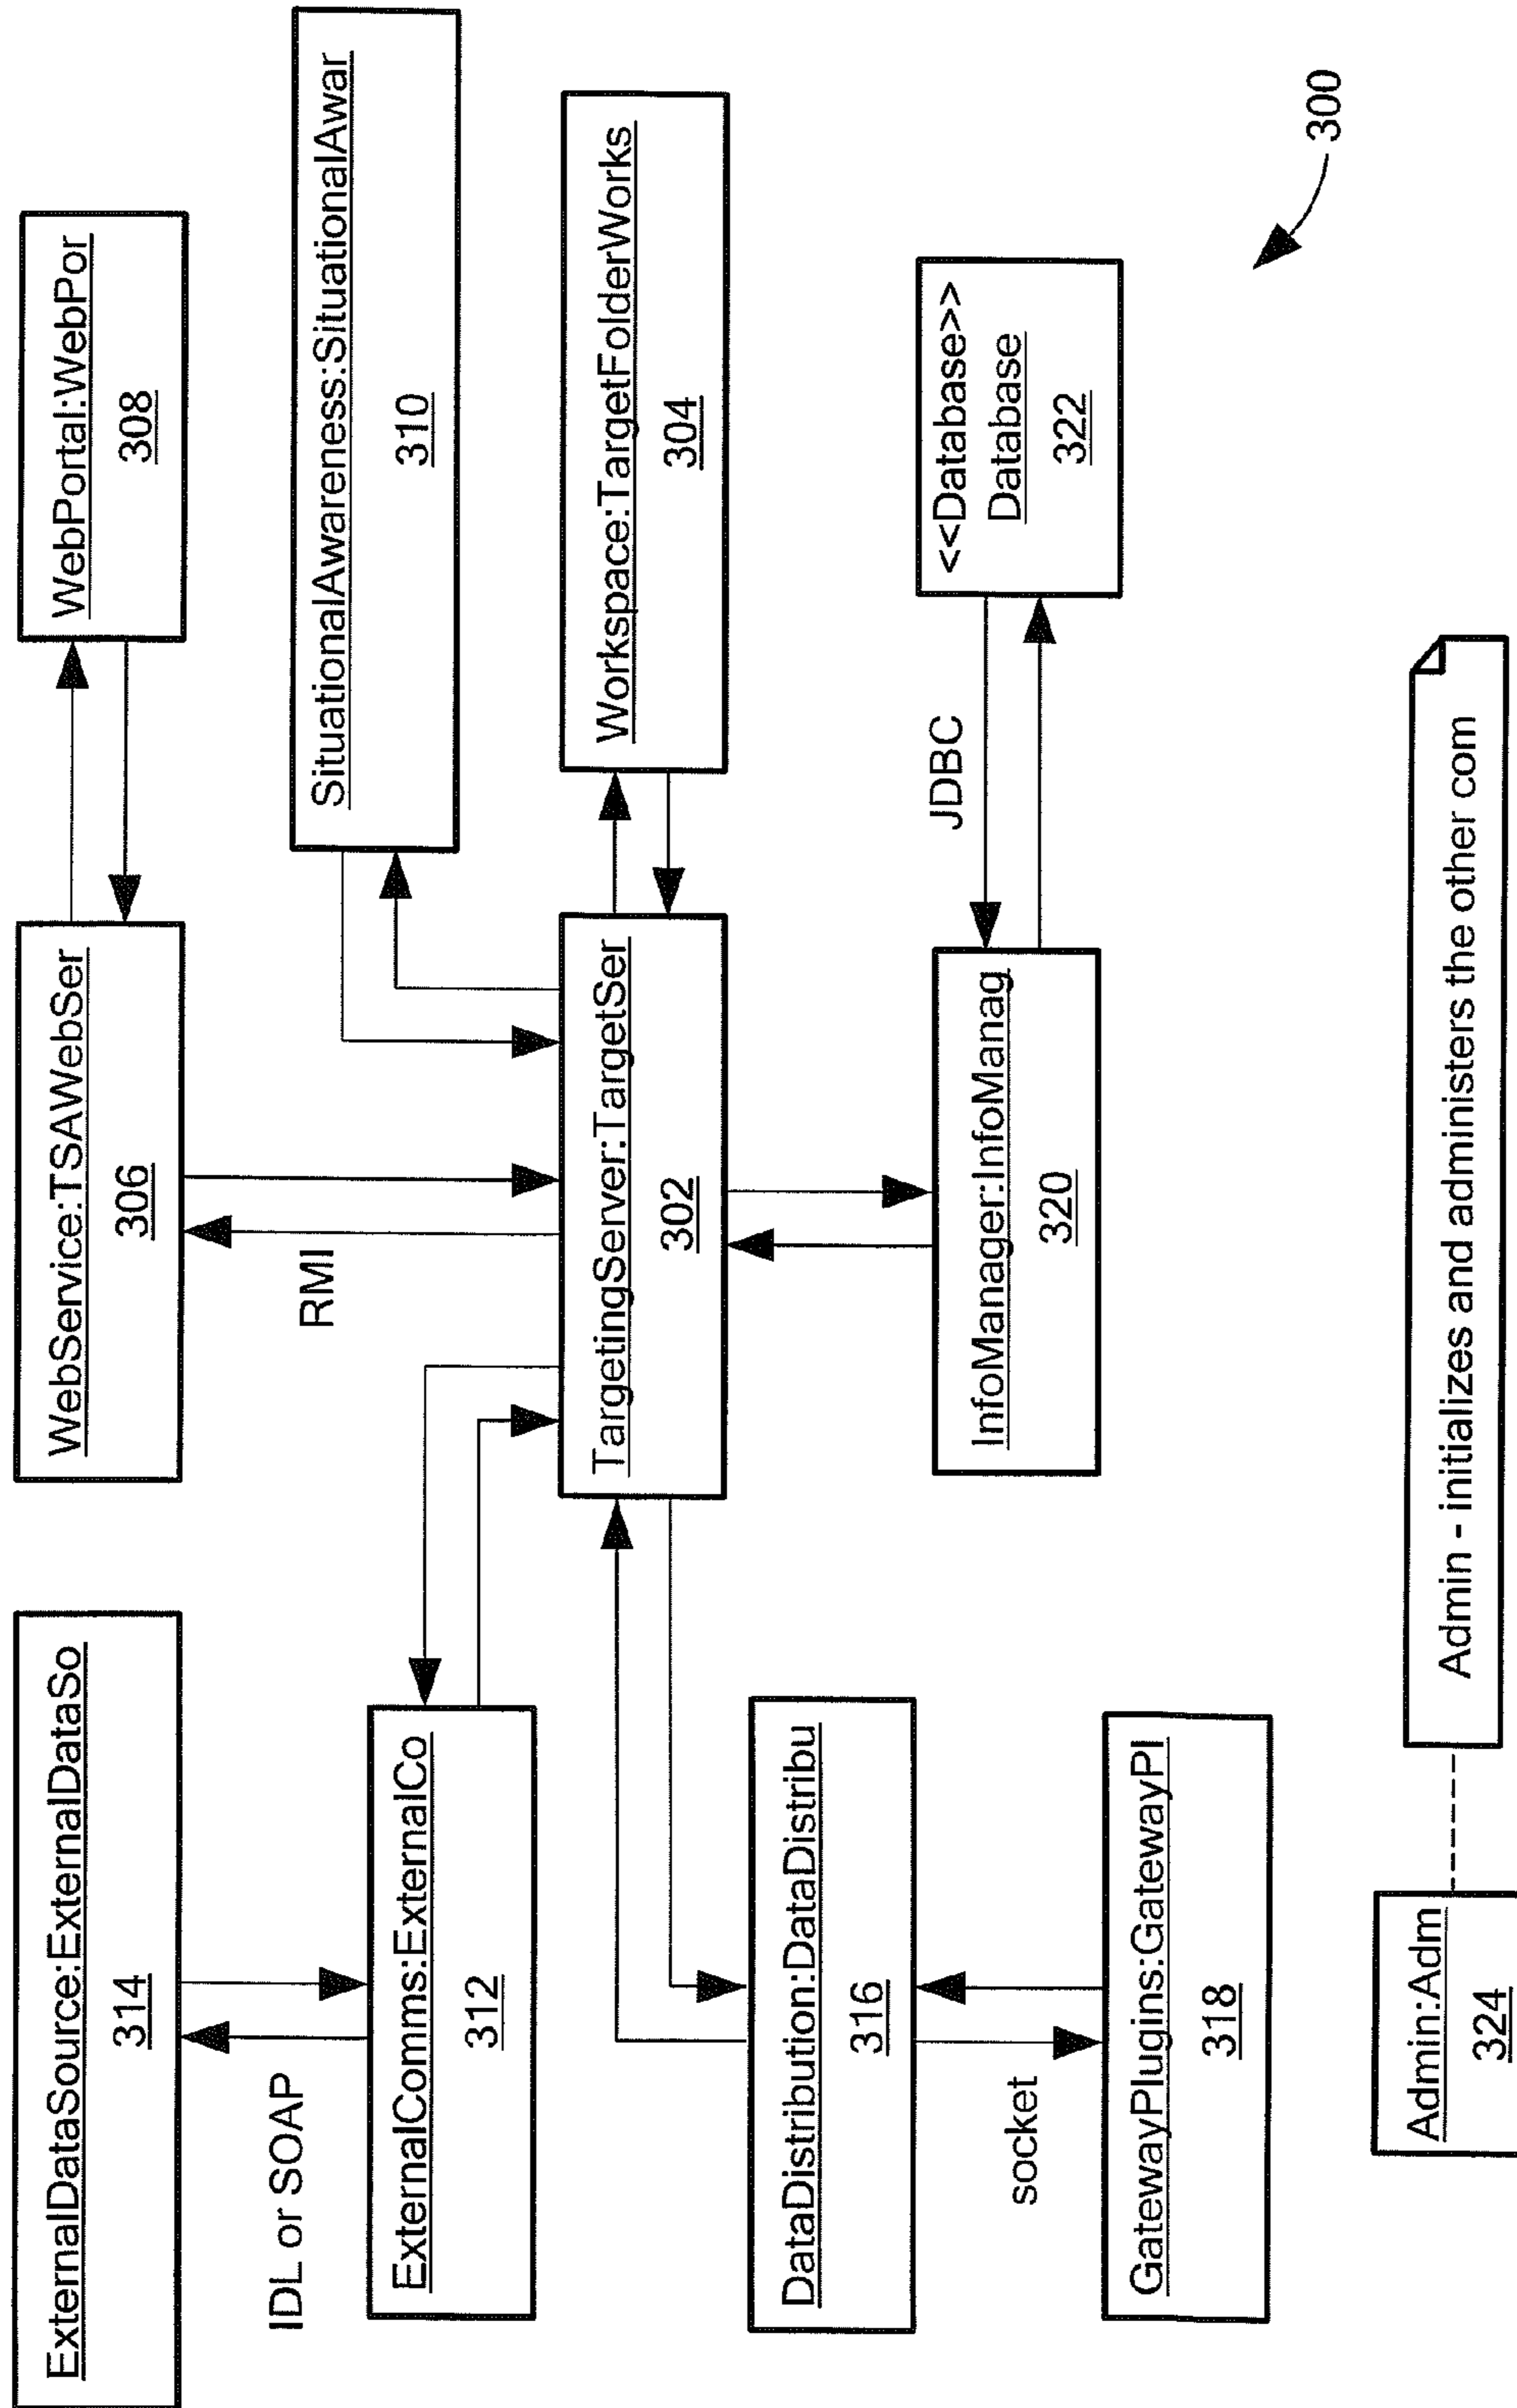 ExternalDataSource:ExternalDataSo
314
WebService:TSAWebSer
306
WebPortal:WebPor
308
IDL or SOAP
RMI
SituationalAwareness:SituationalAwar
310
ExternalComms:ExternalCo
312
TargetingServer:TargetSer
302
Workspace:TargetFolderWorks
304
DataDistribution:DataDistribu
316
JDBC
<<Database>>
Database
322
InfoManager:InfoManag
320
socket
GatewayPlugins:GatewayPl
318
300
Admin:Adm
324
Admin - initializes and administers the other com